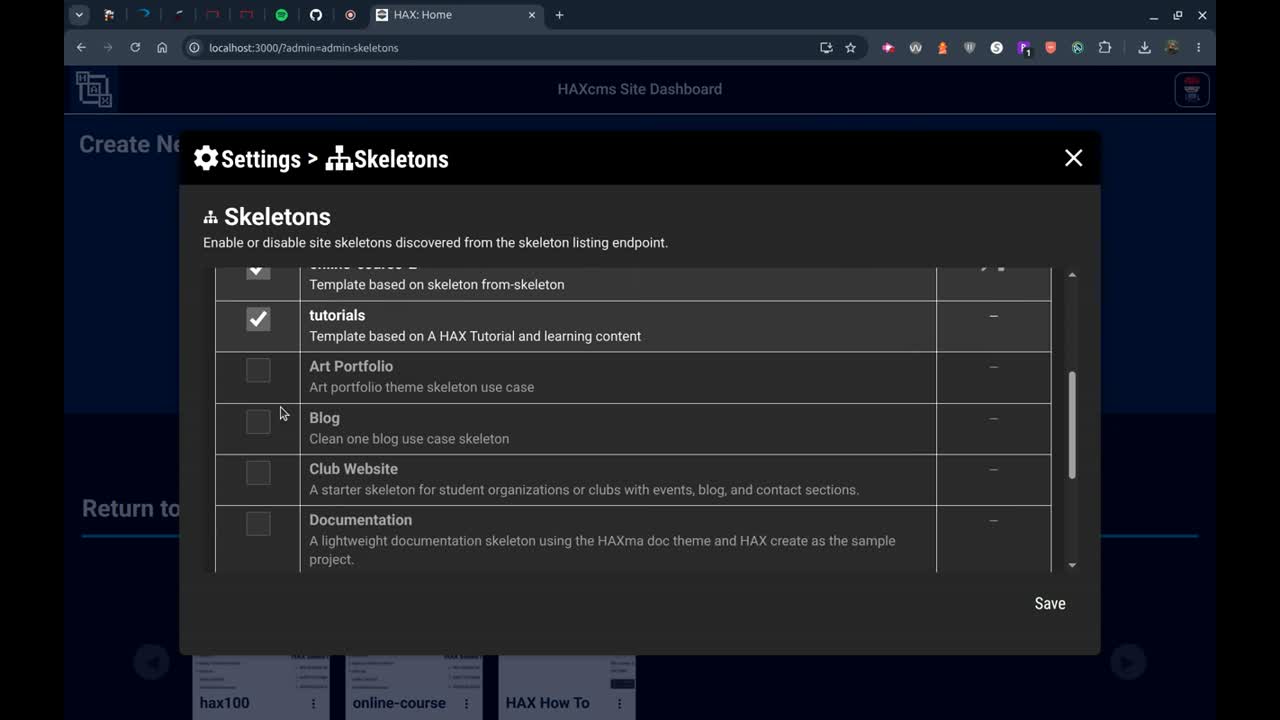 HAX: Home
localhost:3000/?admin=admin-skeletons
1
HAX
HAXcms Site Dashboard
Create Ne
Settings > Skeletons
Skeletons
Enable or disable site skeletons discovered from the skeleton listing endpoint.
Template based on skeleton from-skeleton
tutorials
–
Template based on A HAX Tutorial and learning content
Art Portfolio
–
Art portfolio theme skeleton use case
Blog
–
Clean one blog use case skeleton
Club Website
–
A starter skeleton for student organizations or clubs with events, blog, and contact sections.
Documentation
–
A lightweight documentation skeleton using the HAXma doc theme and HAX create as the sample
project.
Return to
Save
hax100
online-course
HAX How To